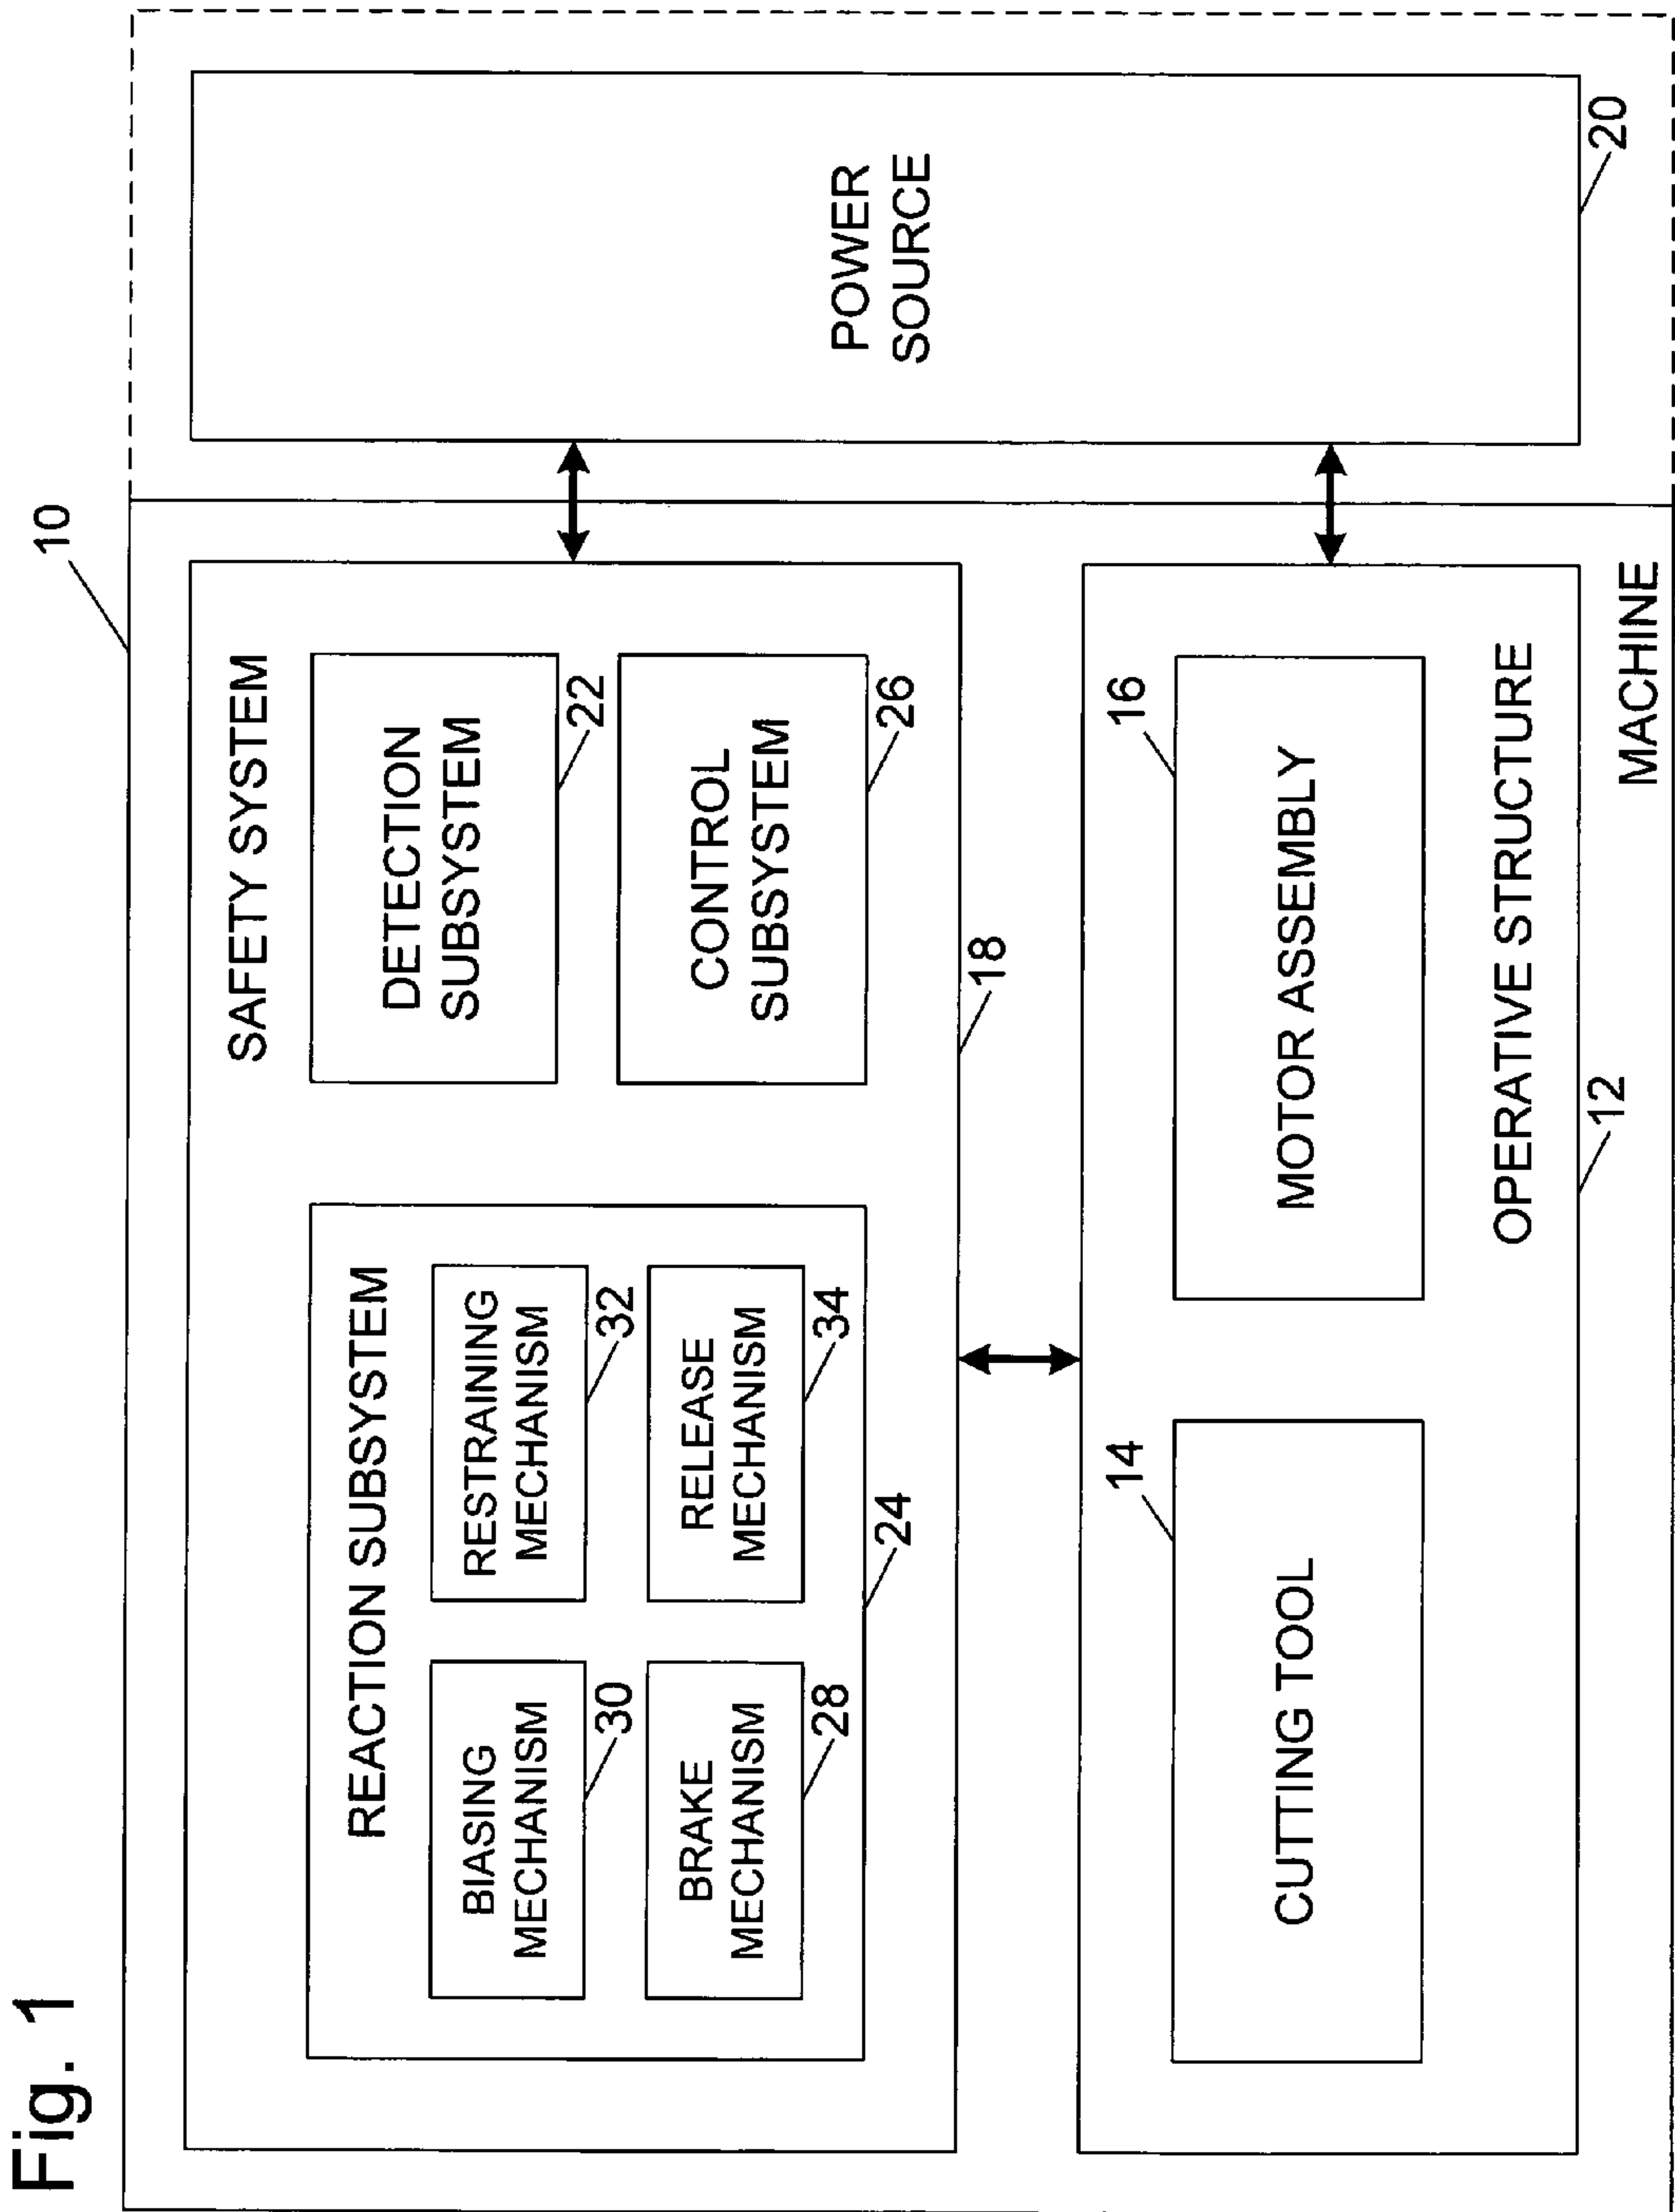 Fig. 1
10
SAFETY SYSTEM
REACTION SUBSYSTEM
BIASING
MECHANISM
30
RESTRAINING
MECHANISM
32
BRAKE
MECHANISM
28
RELEASE
MECHANISM
34
24
DETECTION
SUBSYSTEM
22
CONTROL
SUBSYSTEM
26
18
14
CUTTING TOOL
16
MOTOR ASSEMBLY
OPERATIVE STRUCTURE
12
MACHINE
POWER
SOURCE
20